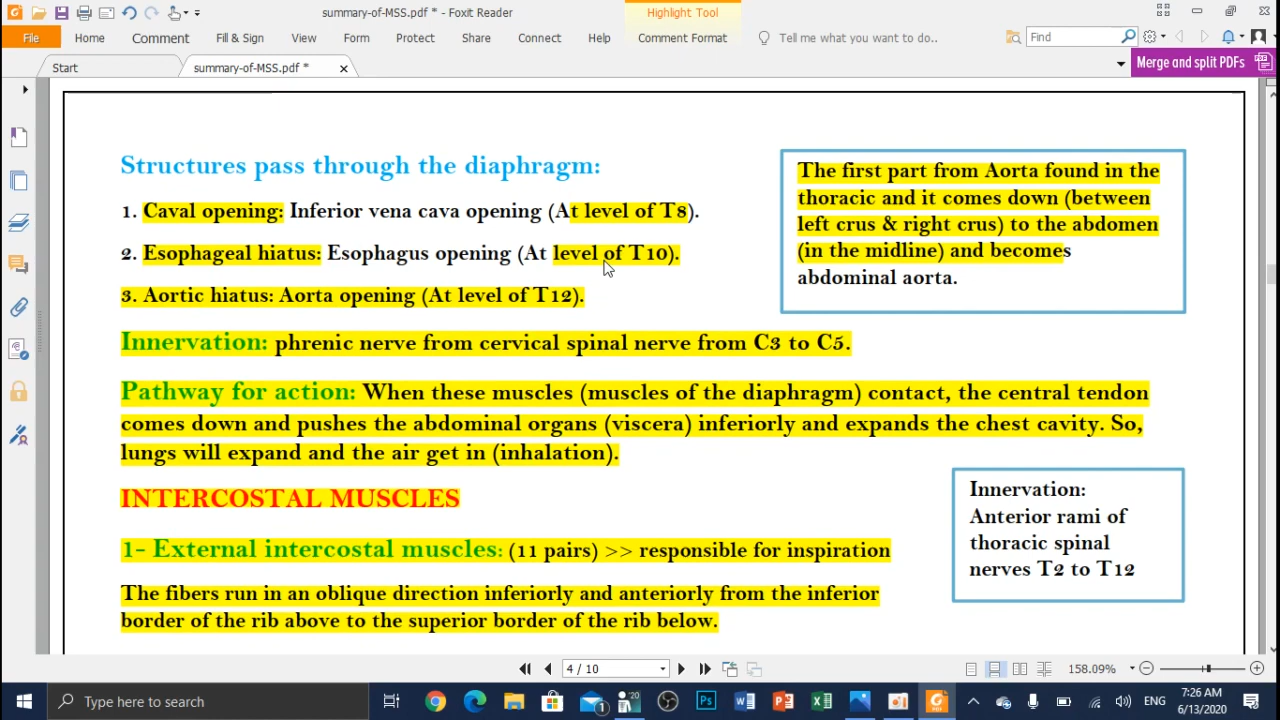 summary-of-MSS.pdf * - Foxit Reader
Highlight Tool
File
Home
Comment
Fill & Sign
View
Form
Protect
Share
Connect
Help
Comment Format
Tell me what you want to do..
Find
Start
summary-of-MSS.pdf *
Merge and split PDFs
Structures pass through the diaphragm:
1. Caval opening: Inferior vena cava opening (At level of T8).
2. Esophageal hiatus: Esophagus opening (At level of T10).
3. Aortic hiatus: Aorta opening (At level of T12).
The first part from Aorta found in the
thoracic and it comes down (between
left crus & right crus) to the abdomen
(in the midline) and becomes
abdominal aorta.
Innervation: phrenic nerve from cervical spinal nerve from C3 to C5.
Pathway for action: When these muscles (muscles of the diaphragm) contact, the central tendon
comes down and pushes the abdominal organs (viscera) inferiorly and expands the chest cavity. So,
lungs will expand and the air get in (inhalation).
INTERCOSTAL MUSCLES
1- External intercostal muscles: (11 pairs) >> responsible for inspiration
The fibers run in an oblique direction inferiorly and anteriorly from the inferior
border of the rib above to the superior border of the rib below.
Innervation:
Anterior rami of
thoracic spinal
nerves T2 to T12
4 / 10
158.09%
Type here to search
ENG
7:26 AM
6/13/2020